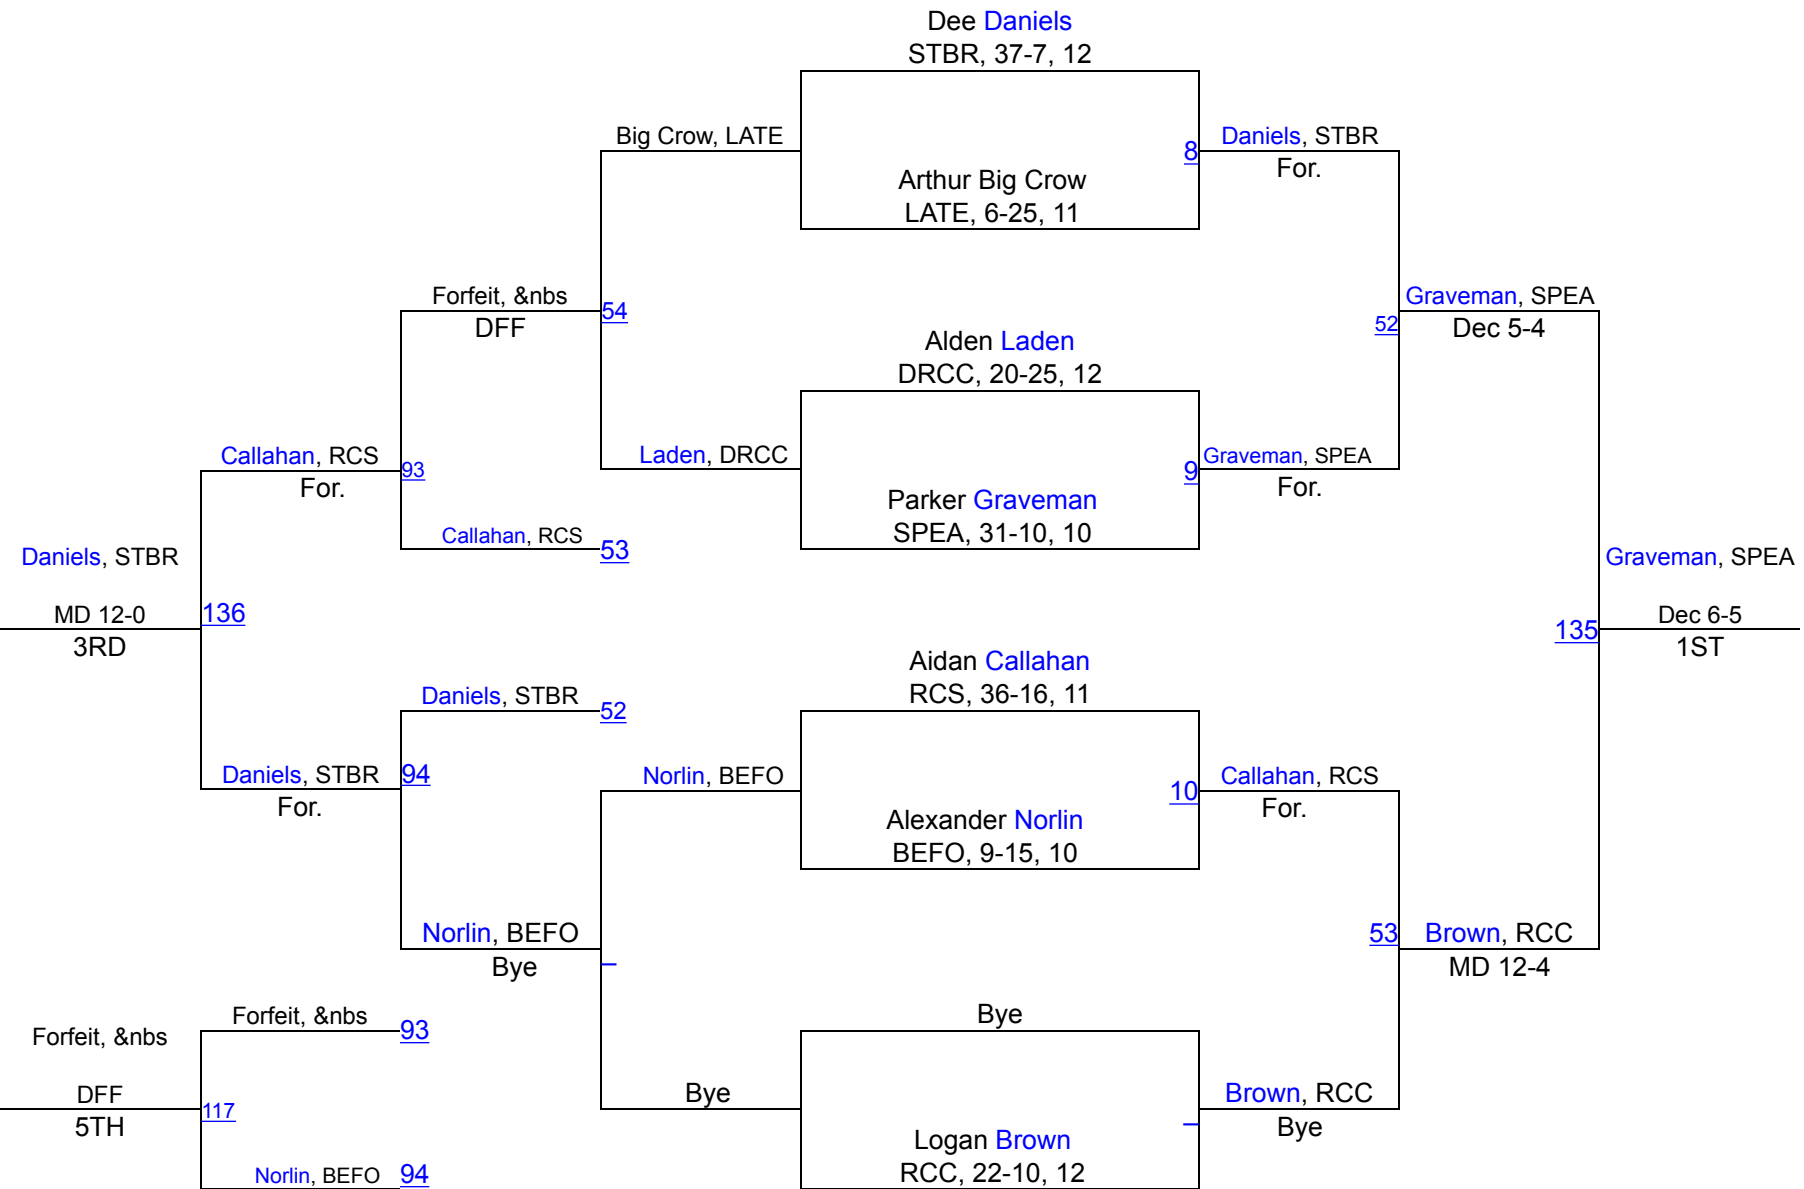 Dee Daniels
STBR, 37-7, 12
Big Crow, LATE
8
Daniels, STBR
For.
Arthur Big Crow
LATE, 6-25, 11
Forfeit, &nbs
DFF
54
Graveman, SPEA
52
Dec 5-4
Alden Laden
DRCC, 20-25, 12
Callahan, RCS
93
For.
Laden, DRCC
9
Graveman, SPEA
For.
Parker Graveman
SPEA, 31-10, 10
Callahan, RCS
53
Daniels, STBR
MD 12-0
3RD
136
Graveman, SPEA
135
Dec 6-5
1ST
Aidan Callahan
RCS, 36-16, 11
Daniels, STBR
52
Daniels, STBR
94
For.
Norlin, BEFO
10
Callahan, RCS
For.
Alexander Norlin
BEFO, 9-15, 10
Norlin, BEFO
Bye
53
Brown, RCC
MD 12-4
Bye
Forfeit, &nbs
93
Forfeit, &nbs
DFF
5TH
117
Bye
Brown, RCC
Bye
Logan Brown
RCC, 22-10, 12
Norlin, BEFO
94